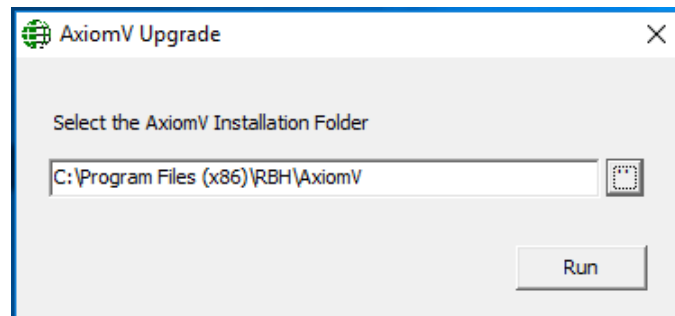 AxiomV Upgrade
Select the AxiomV Installation Folder
C:\Program Files (x86)\RBH\AxiomV
Run